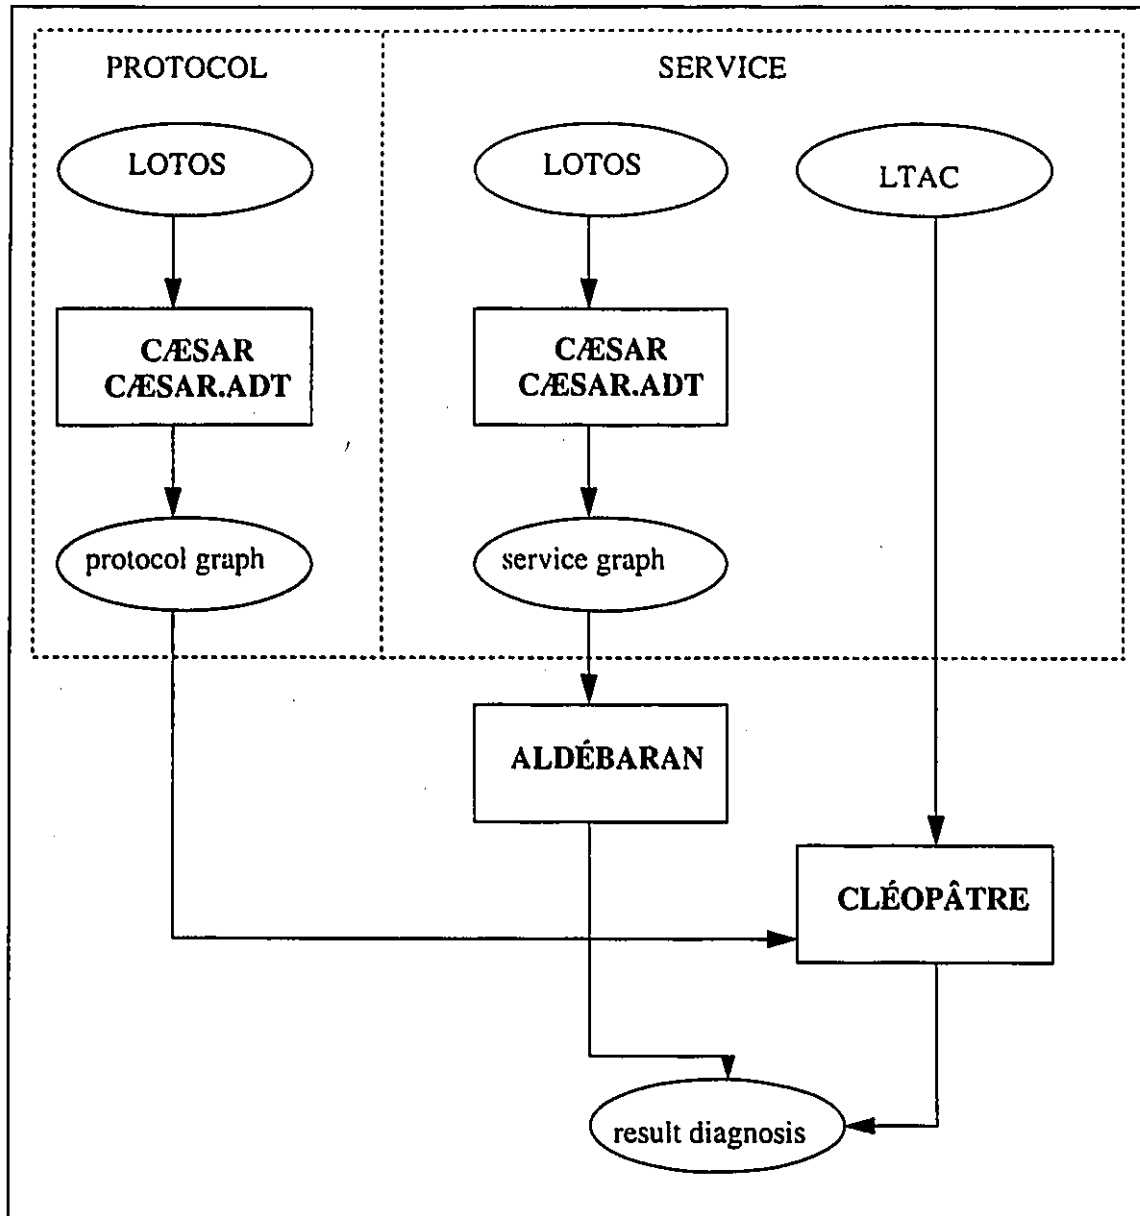 PROTOCOL
SERVICE
LOTOS
LOTOS
LTAC
CÆSAR
CÆSAR.ADT
CÆSAR
CÆSAR.ADT
protocol graph
service graph
ALDÉBARAN
CLÉOPÂTRE
result diagnosis